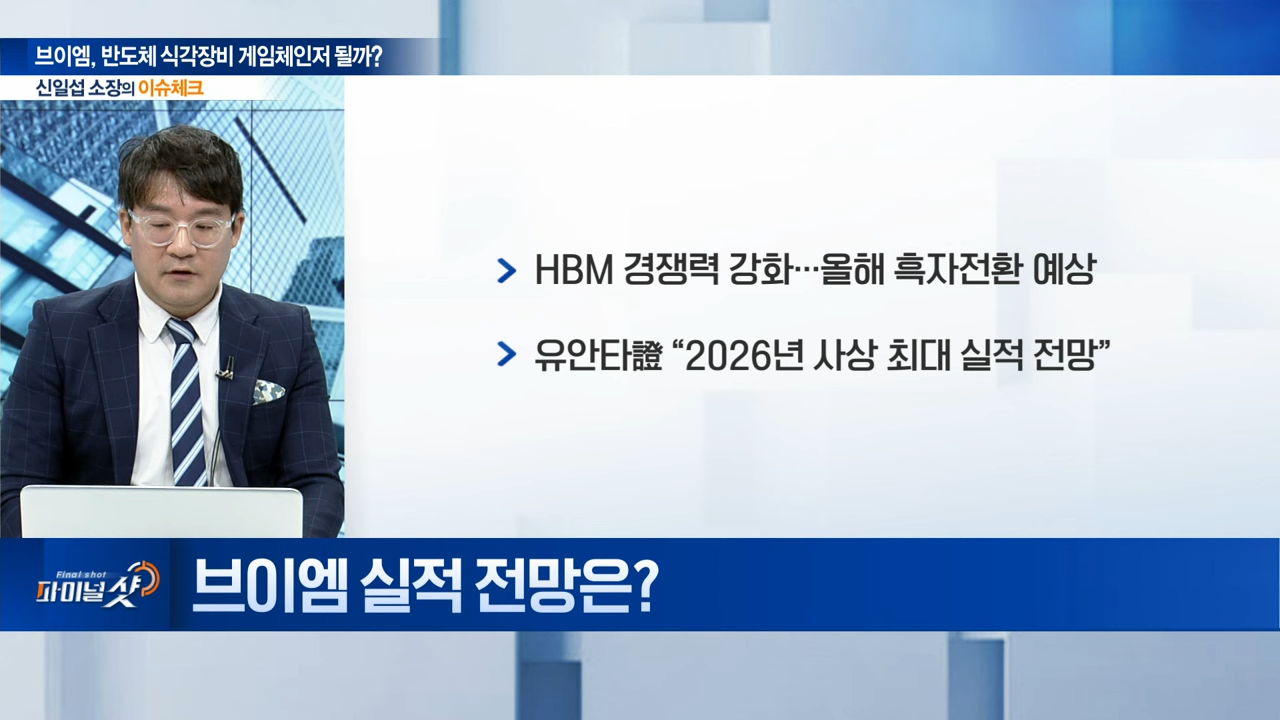 브이엠, 반도체 식각장비 게임체인저 될까?
신일섭 소장의 이슈체크
HBM 경쟁력 강화…올해 흑자전환 예상
유안타證 “2026년 사상 최대 실적 전망”
Final shot
파이널샷
브이엠 실적 전망은?